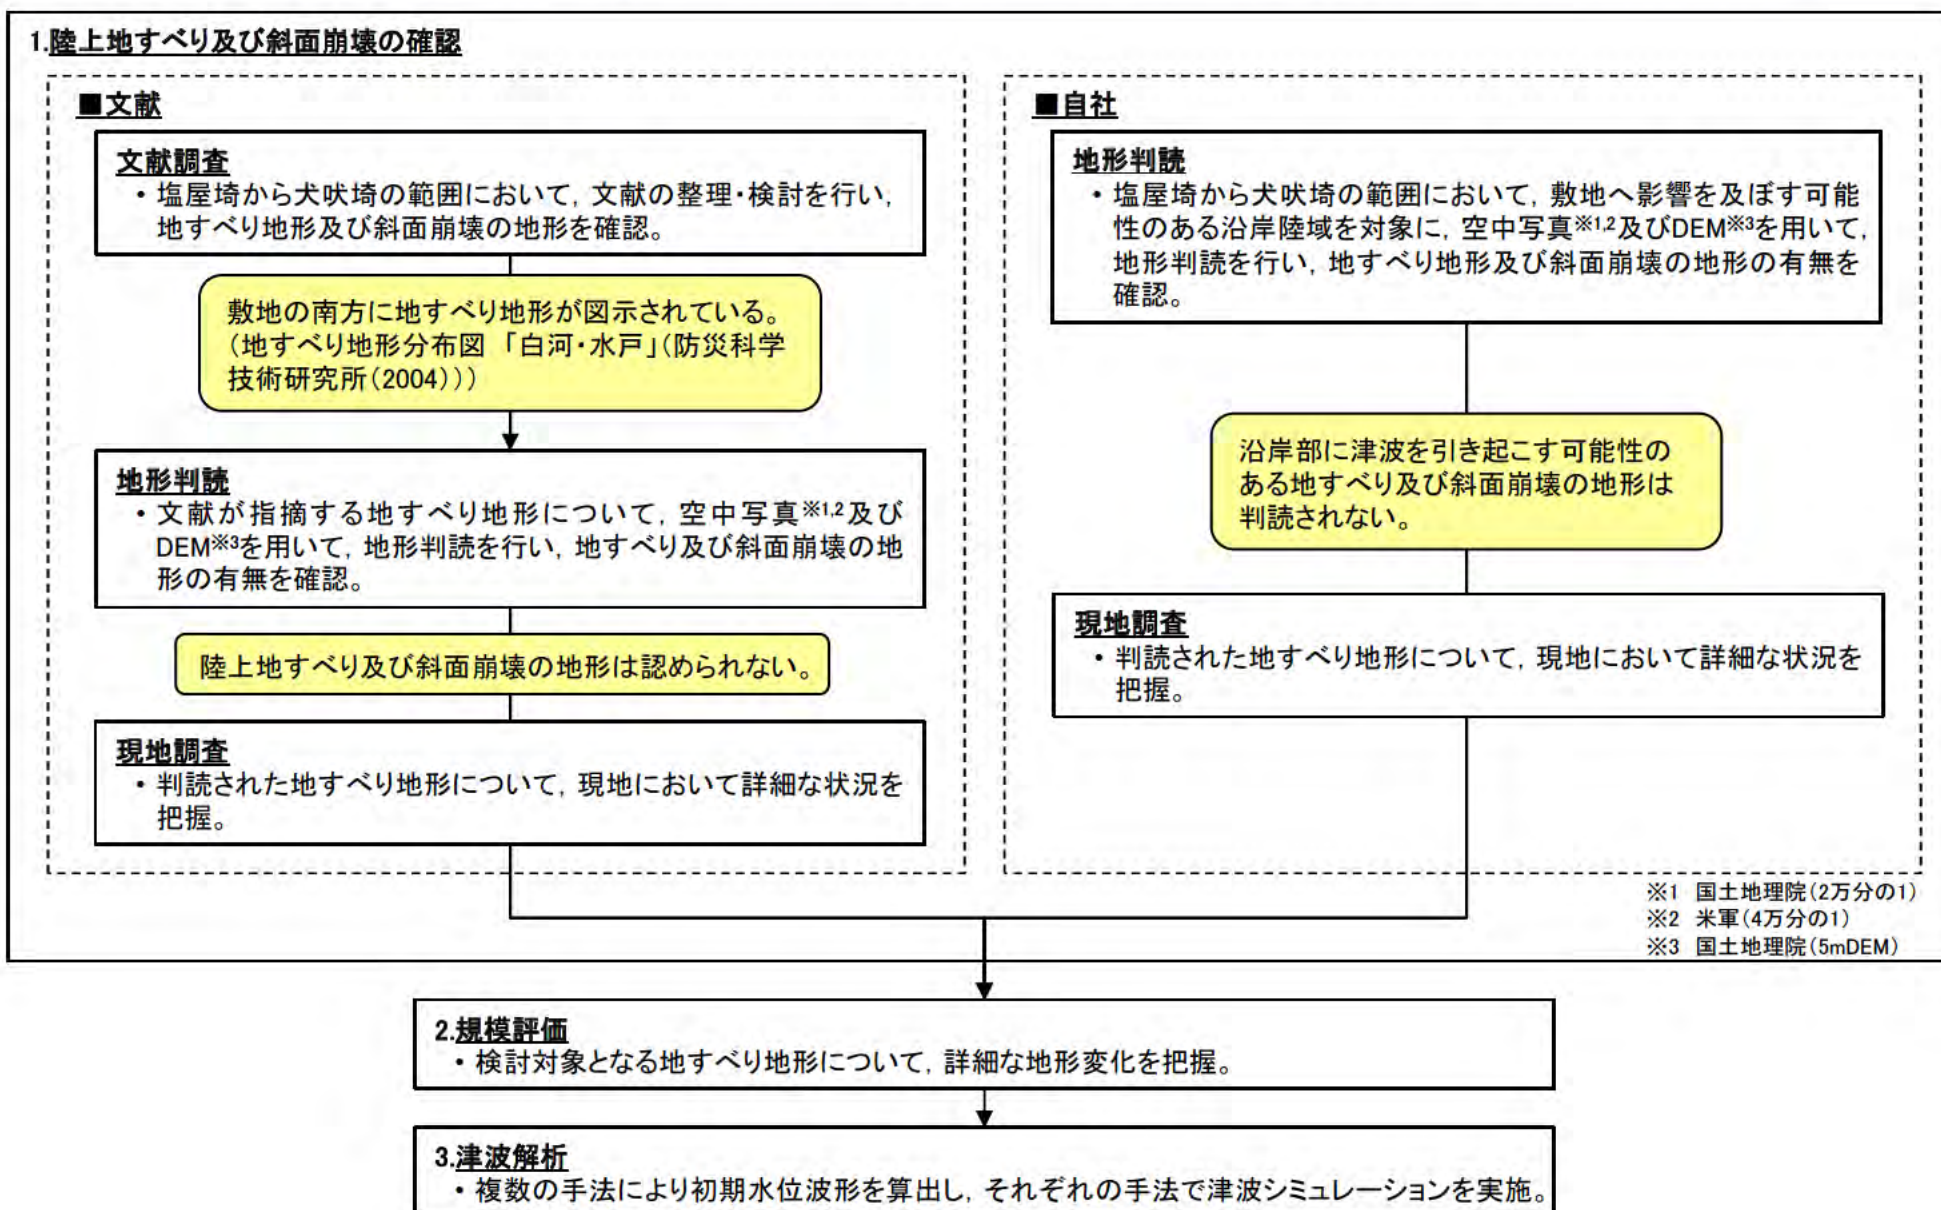 1.陸上地すべり及び斜面崩壊の確認
■文献
文献調査
・塩屋埼から犬吠埼の範囲において,文献の整理・検討を行い,
地すべり地形及び斜面崩壊の地形を確認。
敷地の南方に地すべり地形が図示されている。
(地すべり地形分布図 「白河・水戸」(防災科学
技術研究所(2004)))
地形判読
・文献が指摘する地すべり地形について,空中写真※1,2及び
DEM※3を用いて,地形判読を行い,地すべり及び斜面崩壊の地
形の有無を確認。
陸上地すべり及び斜面崩壊の地形は認められない。
現地調査
・判読された地すべり地形について,現地において詳細な状況を
把握。
■自社
地形判読
・塩屋埼から犬吠埼の範囲において,敷地へ影響を及ぼす可能
性のある沿岸陸域を対象に,空中写真※1,2及びDEM※3を用いて,
地形判読を行い,地すべり地形及び斜面崩壊の地形の有無を
確認。
沿岸部に津波を引き起こす可能性の
ある地すべり及び斜面崩壊の地形は
判読されない。
現地調査
・判読された地すべり地形について,現地において詳細な状況を
把握。
※1 国土地理院(2万分の1)
※2 米軍(4万分の1)
※3 国土地理院(5mDEM)
2.規模評価
・検討対象となる地すべり地形について,詳細な地形変化を把握。
3.津波解析
・複数の手法により初期水位波形を算出し,それぞれの手法で津波シミュレーションを実施。